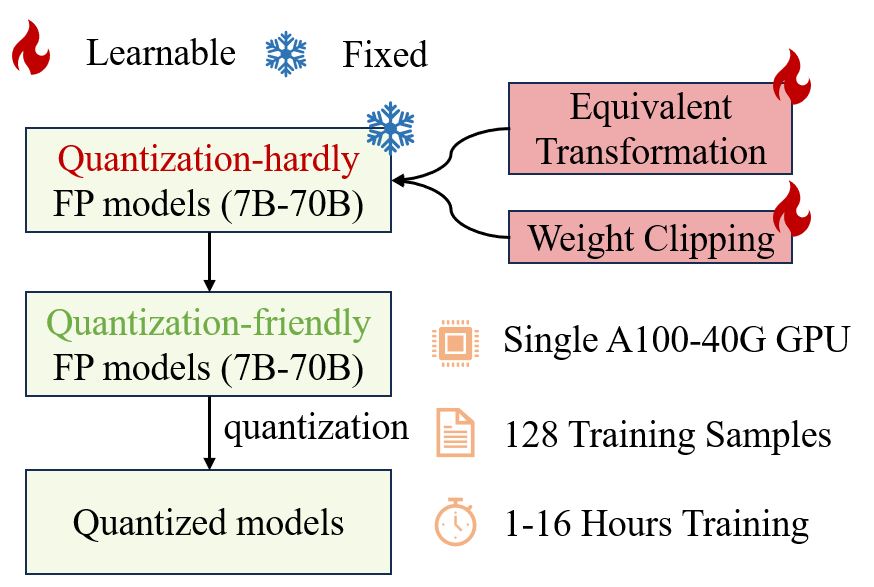 Learnable
Fixed
Equivalent
Transformation
Quantization-hardly
FP models (7B-70B)
Weight Clipping
Quantization-friendly
FP models (7B-70B)
Single A100-40G GPU
quantization
128 Training Samples
Quantized models
1-16 Hours Training